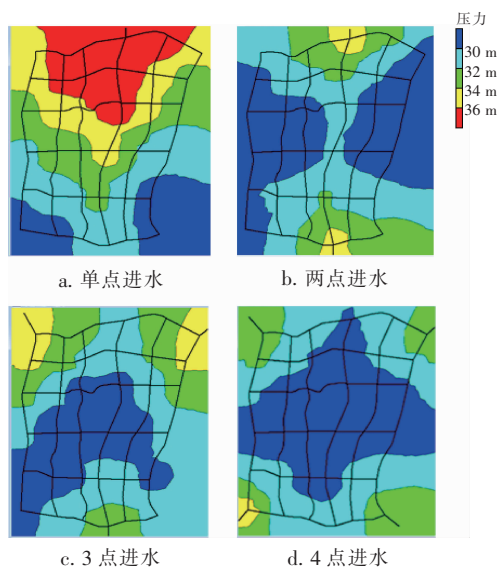 压力
30 m
32 m
34 m
36 m
a. 单点进水
b. 两点进水
c. 3 点进水
d. 4 点进水